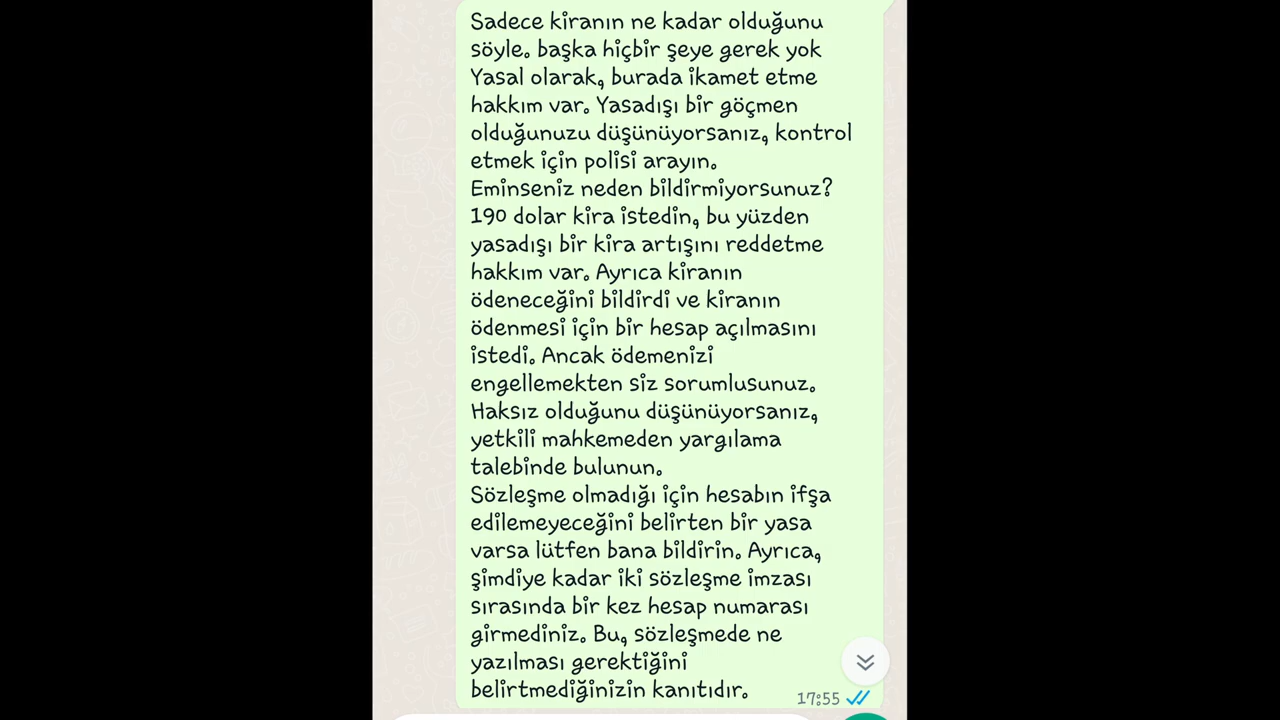 Sadece kiranın ne kadar olduğunu
söyle. başka hiçbir şeye gerek yok
Yasal olarak, burada ikamet etme
hakkım var. Yasadışı bir göçmen
olduğunuzu düşünüyorsanız, kontrol
etmek için polisi arayın.
Eminseniz neden bildirmiyorsunuz?
190 dolar kira istedin, bu yüzden
yasadışı bir kira artışını reddetme
hakkım var. Ayrıca kiranın
ödeneceğini bildirdi ve kiranın
ödenmesi için bir hesap açılmasını
istedi. Ancak ödemenizi
engellemekten siz sorumlusunuz.
Haksız olduğunu düşünüyorsanız,
yetkili mahkemeden yargılama
talebinde bulunun.
Sözleşme olmadığı için hesabın ifşa
edilemeyeceğini belirten bir yasa
varsa lütfen bana bildirin. Ayrıca,
şimdiye kadar iki sözleşme imzası
sırasında bir kez hesap numarası
girmediniz. Bu, sözleşmede ne
yazılması gerektiğini
belirtmediğinizin kanıtıdır.
17:55